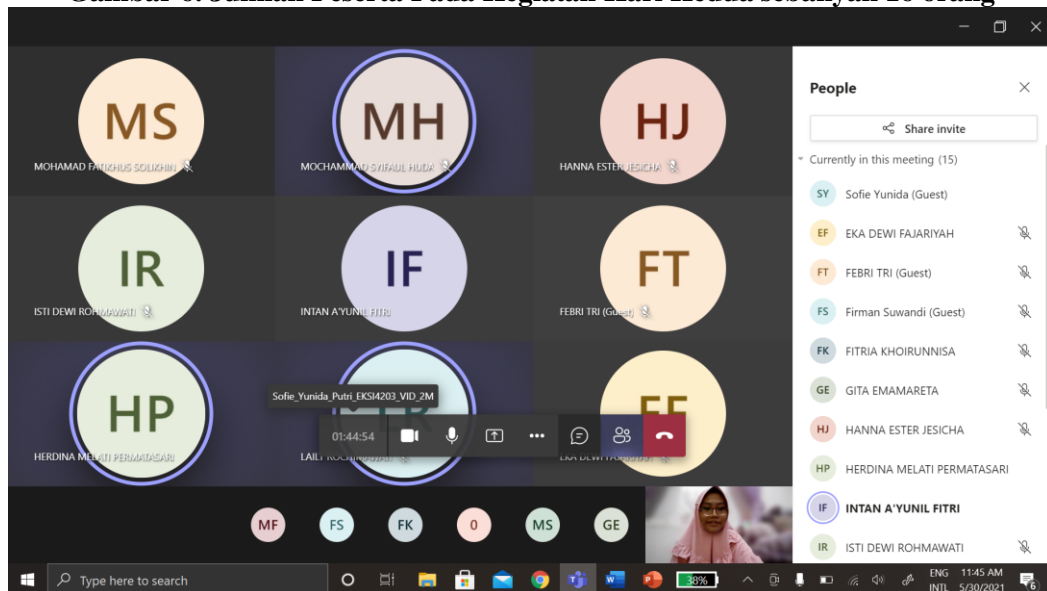 People
Share invite
Currently in this meeting (15)
SY Sofie Yunida (Guest)
EF EKA DEWI FAJARIYAH
FT FEBRI TRI (Guest)
FS Firman Suwandi (Guest)
FK FITRIA KHOIRUNNISA
GE GITA EMAMARETA
HJ HANNA ESTER JESICHA
HP HERDINA MELATI PERMATASARI
IF INTAN A'YUNIL FITRI
IR ISTI DEWI ROHMAWATI
MS
MOHAMAD FATIKHUS SOLIKHIN
MH
MOCHAMMAD SYIFAUL HUDA
HJ
HANNA ESTER JESICHA
IR
ISTI DEWI ROHMAWATI
IF
INTAN A'YUNIL FITRI
FT
FEBRI TRI (Guest)
HP
HERDINA MELATI PERMATASARI
Sofie_Yunida_Putri_EKSI4203_VID_2M
01:44:54
MF FS FK 0 MS GE
Type here to search
38%
ENG 11:45 AM
INTL 5/30/2021
6